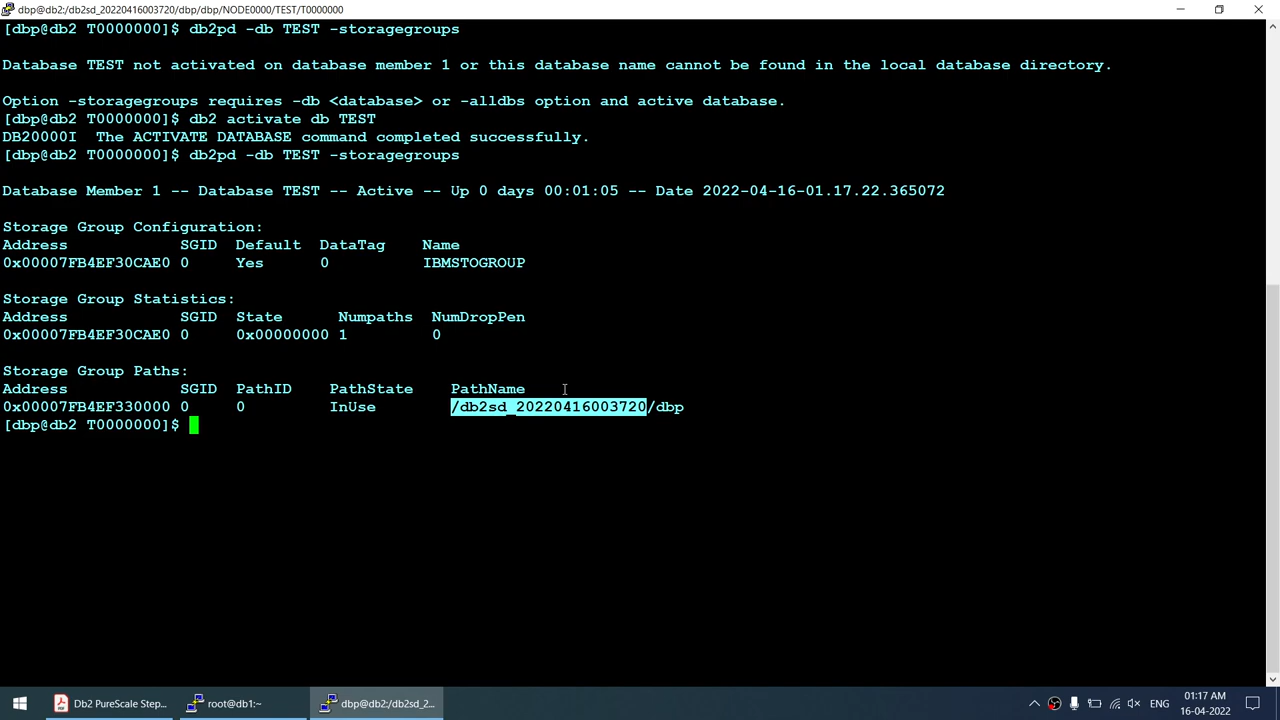 dbp@db2:/db2sd_20220416003720/dbp/dbp/NODE0000/TEST/T0000000
[dbp@db2 T0000000]$ db2pd -db TEST -storagegroups
Database TEST not activated on database member 1 or this database name cannot be found in the local database directory.
Option -storagegroups requires -db <database> or -alldbs option and active database.
[dbp@db2 T0000000]$ db2 activate db TEST
DB20000I  The ACTIVATE DATABASE command completed successfully.
[dbp@db2 T0000000]$ db2pd -db TEST -storagegroups
Database Member 1 -- Database TEST -- Active -- Up 0 days 00:01:05 -- Date 2022-04-16-01.17.22.365072
Storage Group Configuration:
Address            SGID  Default  DataTag    Name
0x00007FB4EF30CAE0 0     Yes      0          IBMSTOGROUP
Storage Group Statistics:
Address            SGID  State      Numpaths  NumDropPen
0x00007FB4EF30CAE0 0     0x00000000 1         0
Storage Group Paths:
Address            SGID  PathID    PathState    PathName
0x00007FB4EF330000 0     0         InUse        /db2sd_20220416003720/dbp
[dbp@db2 T0000000]$
Db2 PureScale Step...
root@db1:~
dbp@db2:/db2sd_2...
ENG
01:17 AM
16-04-2022